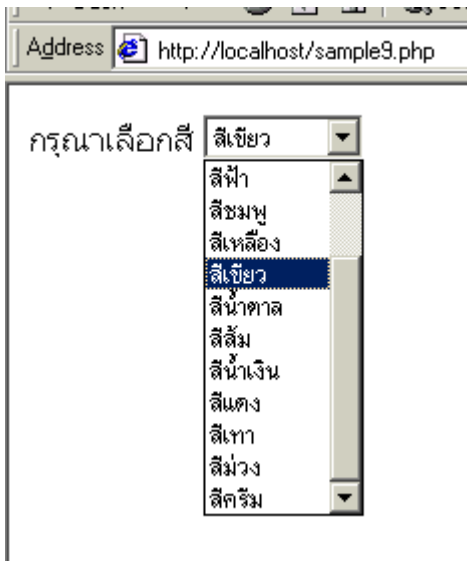 Address http://localhost/sample9.php
กรุณาเลือกสี สีเขียว
สีฟ้า
สีชมพู
สีเหลือง
สีเขียว
สีน้ำตาล
สีส้ม
สีน้ำเงิน
สีแดง
สีเทา
สีม่วง
สีครีม